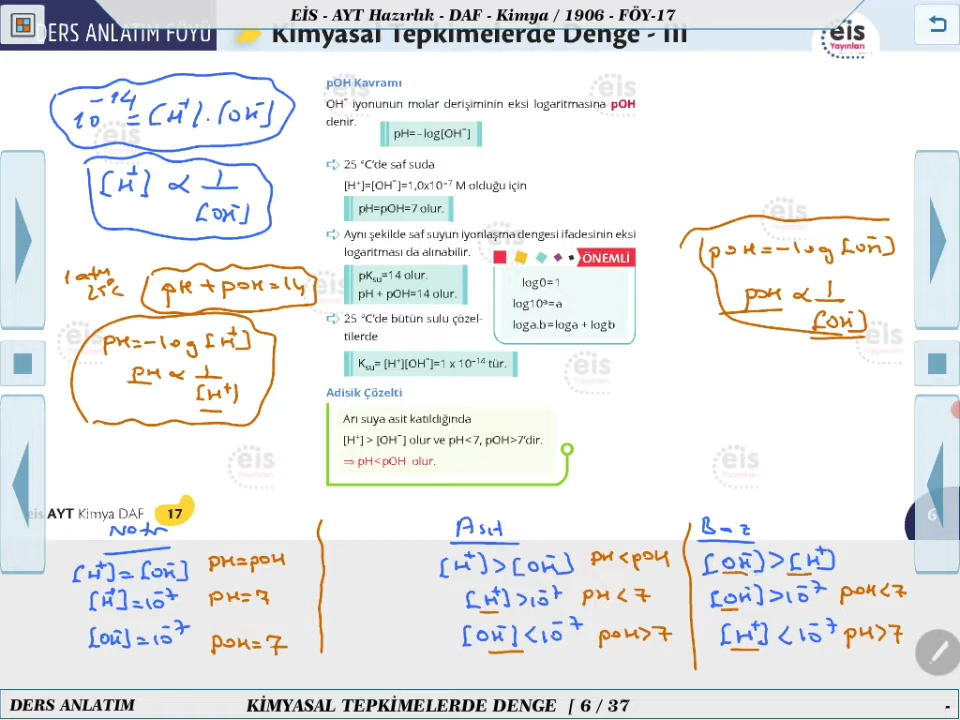 EİS - AYT Hazırlık - DAF - Kimya / 1906 - FÖY-17
DERS ANLATIM FÖYÜ
Kimyasal Tepkimelerde Denge - III
eis
Yayınları
10⁻¹⁴ = [H⁺].[OH⁻]
[H⁺] ∝ 1/[OH⁻]
1 atm
25°C
pH + pOH = 14
pH = -log[H⁺]
pH ∝ 1/[H⁺]
pOH Kavramı
OH⁻ iyonunun molar derişiminin eksi logaritmasına pOH
denir.
pH=–log[OH⁻]
25 °C'de saf suda
[H⁺]=[OH⁻]=1,0x10⁻⁷ M olduğu için
pH=pOH=7 olur.
Aynı şekilde saf suyun iyonlaşma dengesi ifadesinin eksi
logaritması da alınabilir.
pKsu=14 olur.
pH + pOH=14 olur.
ÖNEMLİ
log0=1
log10ᵃ=a
loga.b=loga + logb
25 °C'de bütün sulu çözel-
tilerde
Ksu= [H⁺][OH⁻]=1 x 10⁻¹⁴ tür.
Adisik Çözelti
Arı suya asit katıldığında
[H⁺] > [OH⁻] olur ve pH<7, pOH>7'dir.
⇒ pH<pOH olur.
pOH = -log[OH⁻]
pOH ∝ 1/[OH⁻]
eis AYT Kimya DAF 17
6
Nötr
[H⁺]=[OH⁻] pH=pOH
[H⁺]=10⁻⁷ pH=7
[OH⁻]=10⁻⁷ pOH=7
Asit
[H⁺]>[OH⁻] pH<pOH
[H⁺]>10⁻⁷ pH<7
[OH⁻]<10⁻⁷ pOH>7
Baz
[OH⁻]>[H⁺]
[OH⁻]>10⁻⁷ pOH<7
[H⁺]<10⁻⁷ pH>7
DERS ANLATIM KİMYASAL TEPKİMELERDE DENGE [ 6 / 37 -